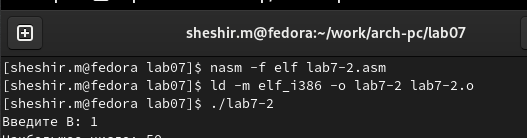 sheshir.m@fedora:~/work/arch-pc/lab07
[sheshir.m@fedora lab07]$ nasm -f elf lab7-2.asm
[sheshir.m@fedora lab07]$ ld -m elf_i386 -o lab7-2 lab7-2.o
[sheshir.m@fedora lab07]$ ./lab7-2
Введите В: 1